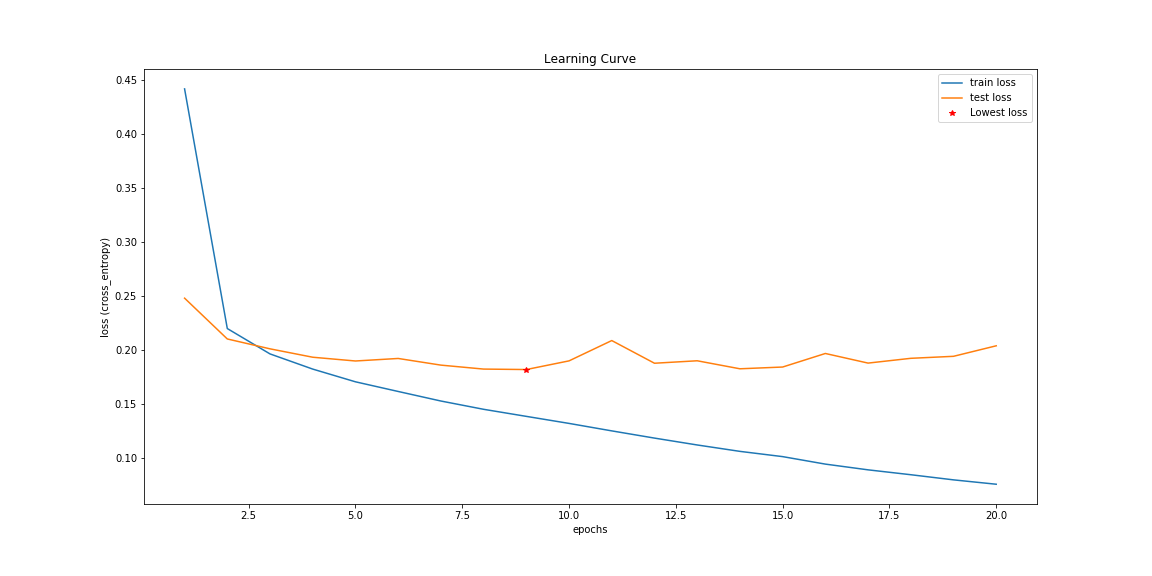 Learning Curve
train loss
test loss
Lowest loss
loss (cross_entropy)
0.45
0.40
0.35
0.30
0.25
0.20
0.15
0.10
2.5
5.0
7.5
10.0
12.5
15.0
17.5
20.0
epochs